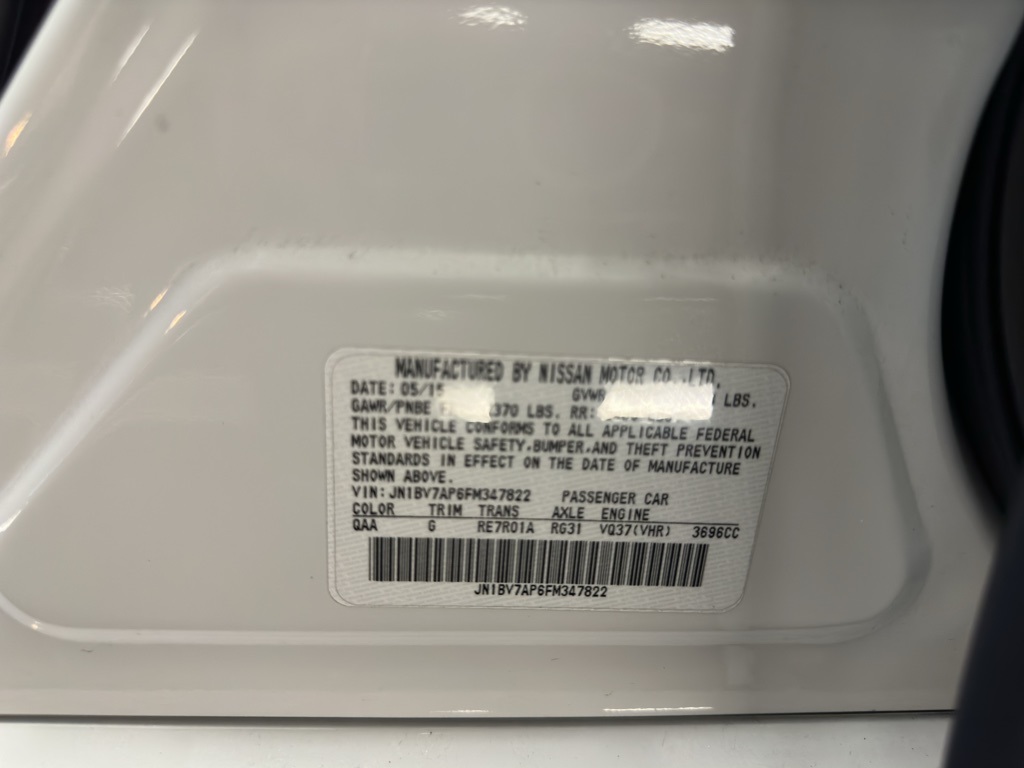 MANUFACTURED BY NISSAN MOTOR CO.,LTD.
DATE: 05/15 GVWR LBS.
GAWR/PNBE 370 LBS. RR:
THIS VEHICLE CONFORMS TO ALL APPLICABLE FEDERAL
MOTOR VEHICLE SAFETY,BUMPER,AND THEFT PREVENTION
STANDARDS IN EFFECT ON THE DATE OF MANUFACTURE
SHOWN ABOVE.
VIN: JN1BV7AP6FM347822 PASSENGER CAR
COLOR TRIM TRANS AXLE ENGINE
QAA G RE7R01A RG31 VQ37(VHR) 3696CC
JN1BV7AP6FM347822